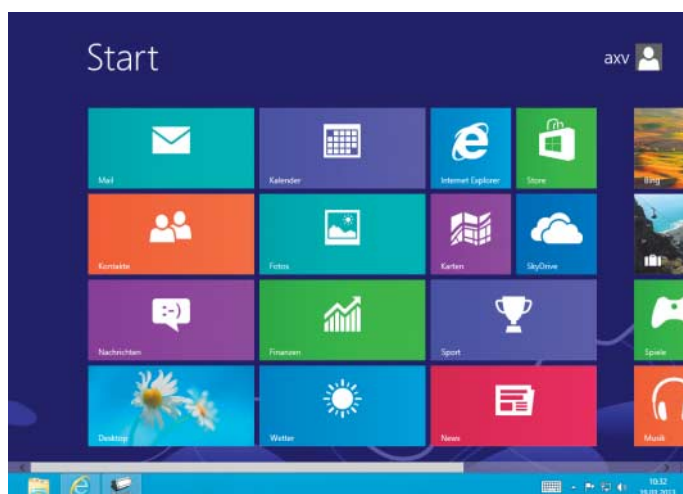 Start
axv
Mail
Kalender
Internet Explorer
Store
Bing
Kontakte
Fotos
Karten
SkyDrive
Nachrichten
:-)
Finanzen
Sport
Spiele
Desktop
Wetter
News
Musik
10:32